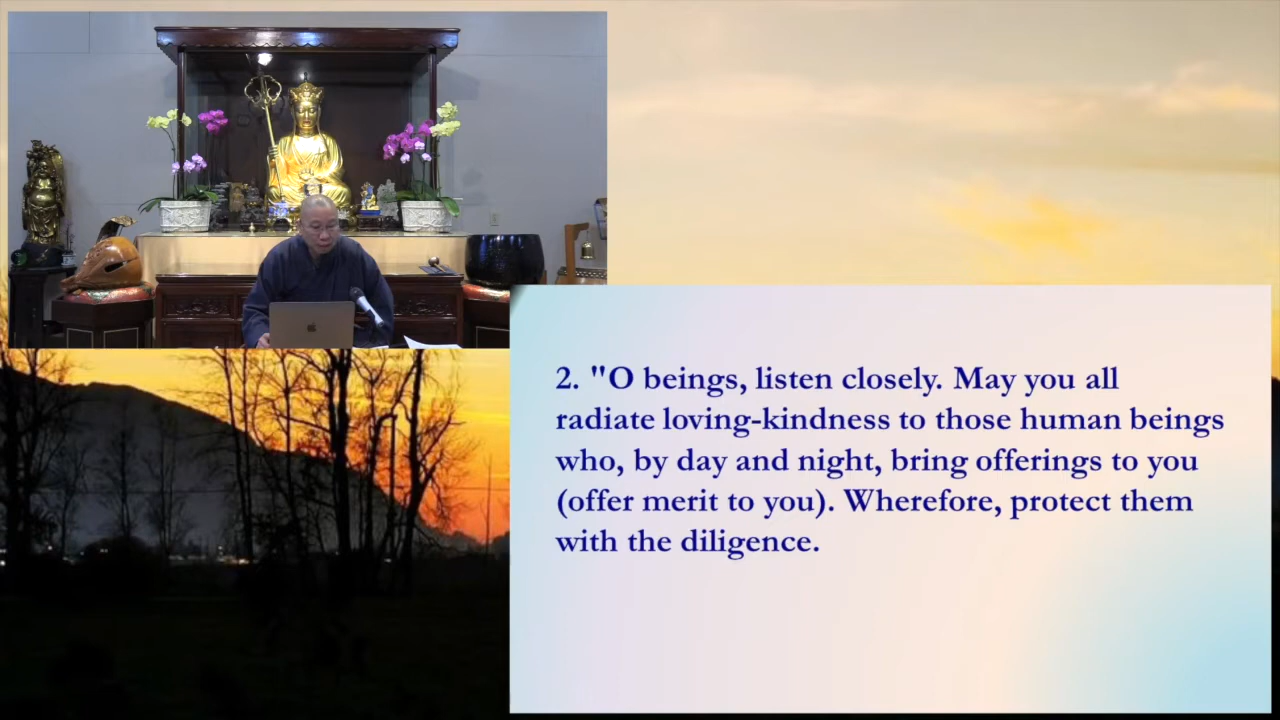 2. "O beings, listen closely. May you all
radiate loving-kindness to those human beings
who, by day and night, bring offerings to you
(offer merit to you). Wherefore, protect them
with the diligence.